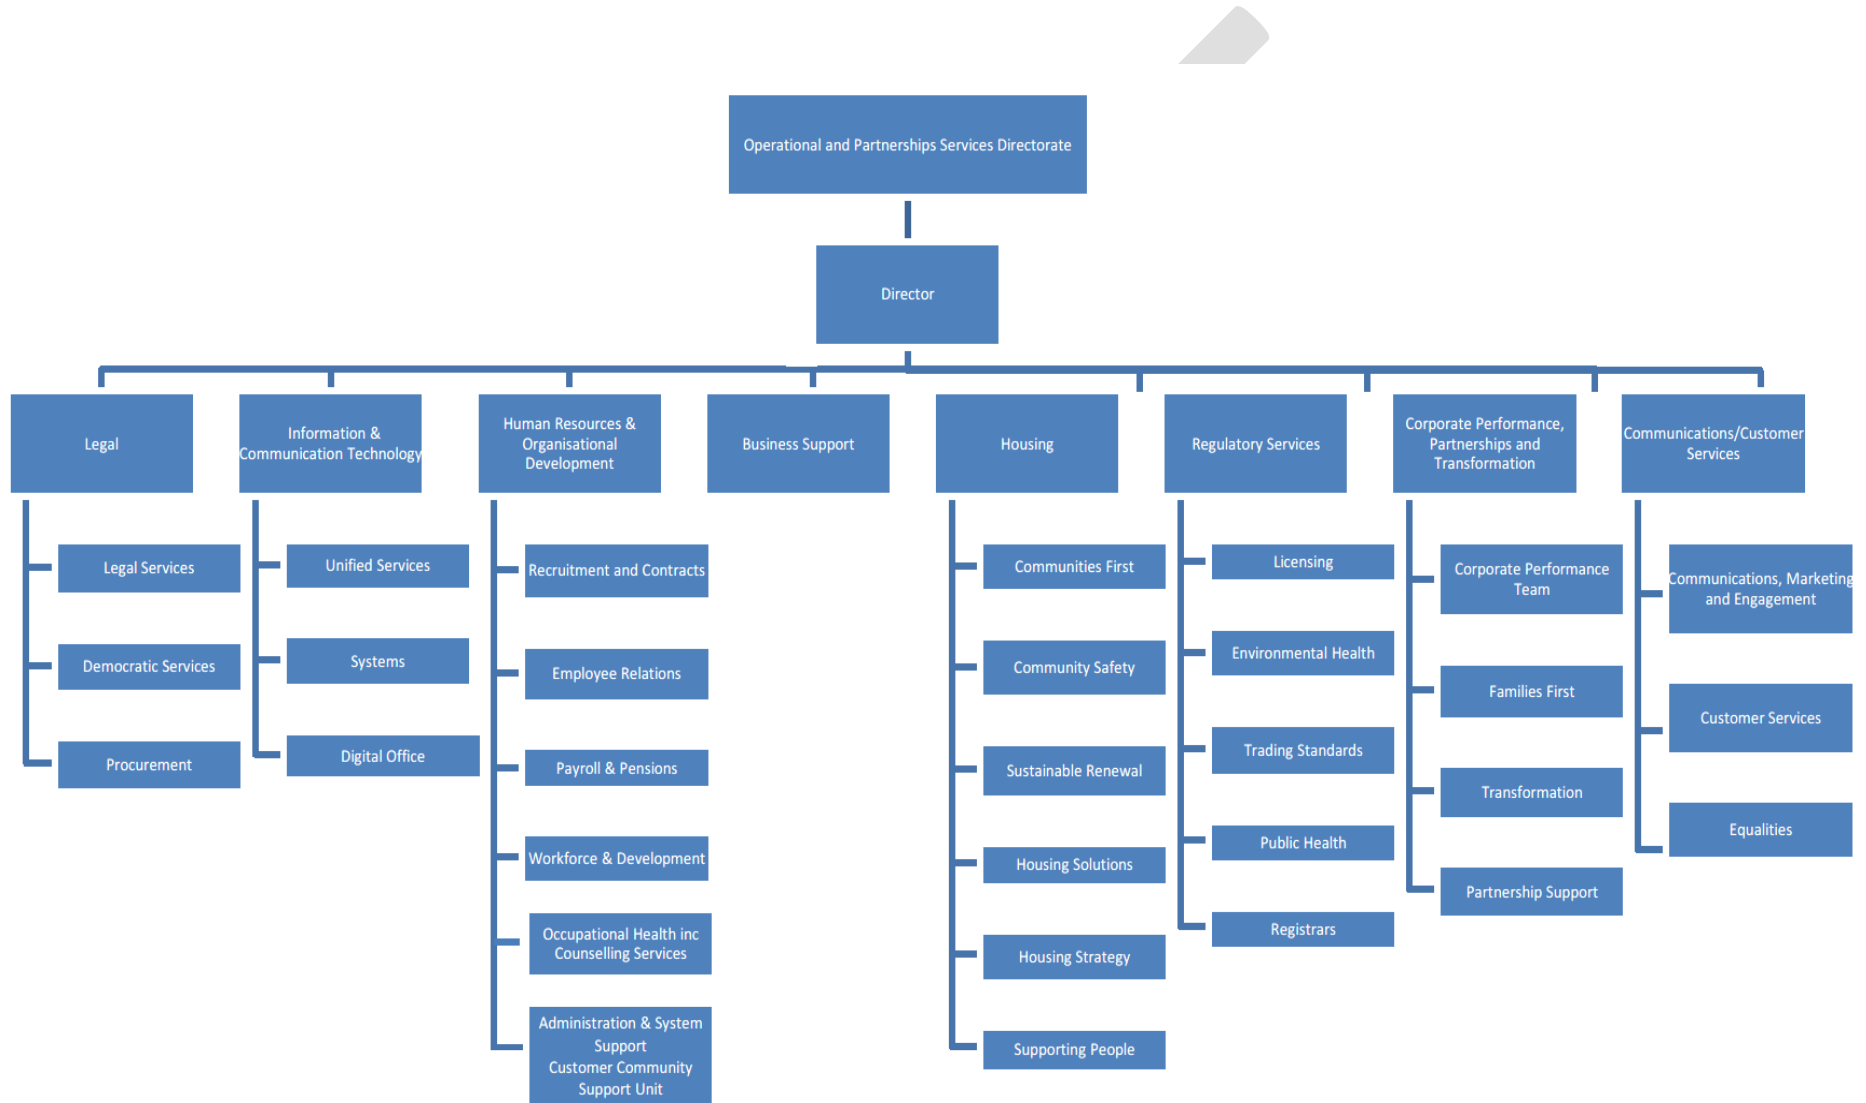 Operational and Partnerships Services Directorate
Director
Legal
Information &
Communication Technology
Human Resources &
Organisational
Development
Business Support
Housing
Regulatory Services
Corporate Performance,
Partnerships and
Transformation
Communications/Customer
Services
Legal Services
Democratic Services
Procurement
Unified Services
Systems
Digital Office
Recruitment and Contracts
Employee Relations
Payroll & Pensions
Workforce & Development
Occupational Health inc
Counselling Services
Administration & System
Support
Customer Community
Support Unit
Communities First
Community Safety
Sustainable Renewal
Housing Solutions
Housing Strategy
Supporting People
Licensing
Environmental Health
Trading Standards
Public Health
Registrars
Corporate Performance
Team
Families First
Transformation
Partnership Support
Communications, Marketing
and Engagement
Customer Services
Equalities